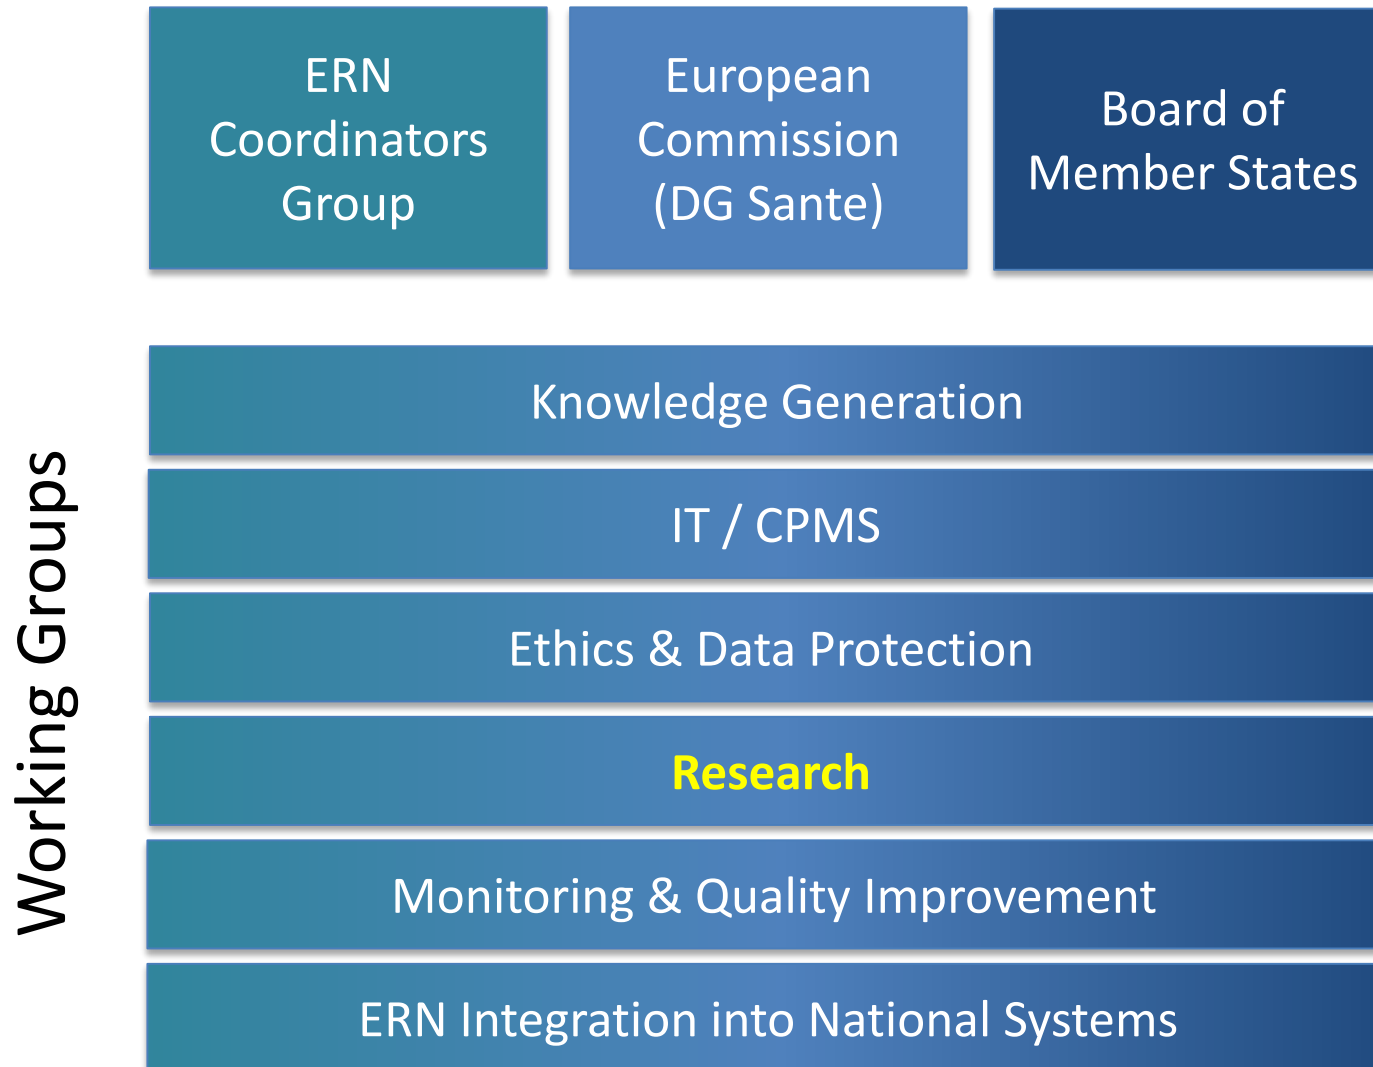 ERN
Coordinators
Group
European
Commission
(DG Sante)
Board of
Member States
Working Groups
Knowledge Generation
IT / CPMS
Ethics & Data Protection
Research
Monitoring & Quality Improvement
ERN Integration into National Systems